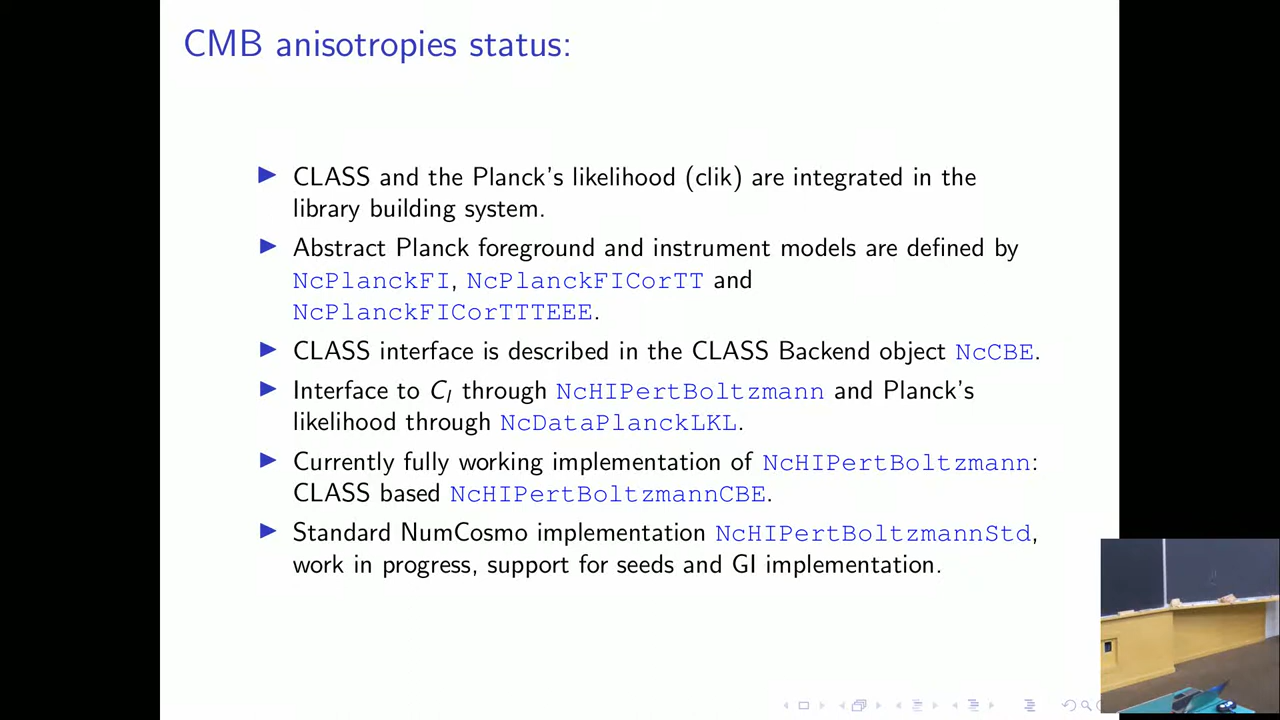 CMB anisotropies status:
CLASS and the Planck's likelihood (clik) are integrated in the
library building system.
Abstract Planck foreground and instrument models are defined by
NcPlanckFI, NcPlanckFICorTT and
NcPlanckFICorTTTEEE.
CLASS interface is described in the CLASS Backend object NcCBE.
Interface to C_l through NcHIPertBoltzmann and Planck's
likelihood through NcDataPlanckLKL.
Currently fully working implementation of NcHIPertBoltzmann:
CLASS based NcHIPertBoltzmannCBE.
Standard NumCosmo implementation NcHIPertBoltzmannStd,
work in progress, support for seeds and GI implementation.